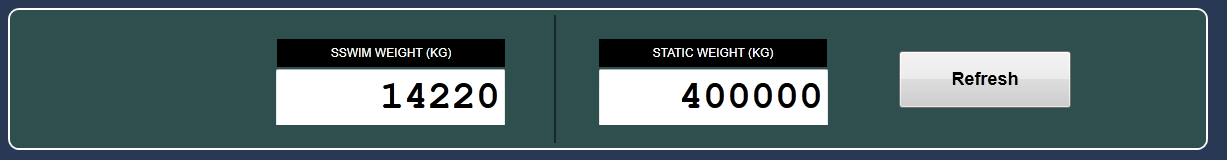 SSWIM WEIGHT (KG)
14220
STATIC WEIGHT (KG)
400000
Refresh